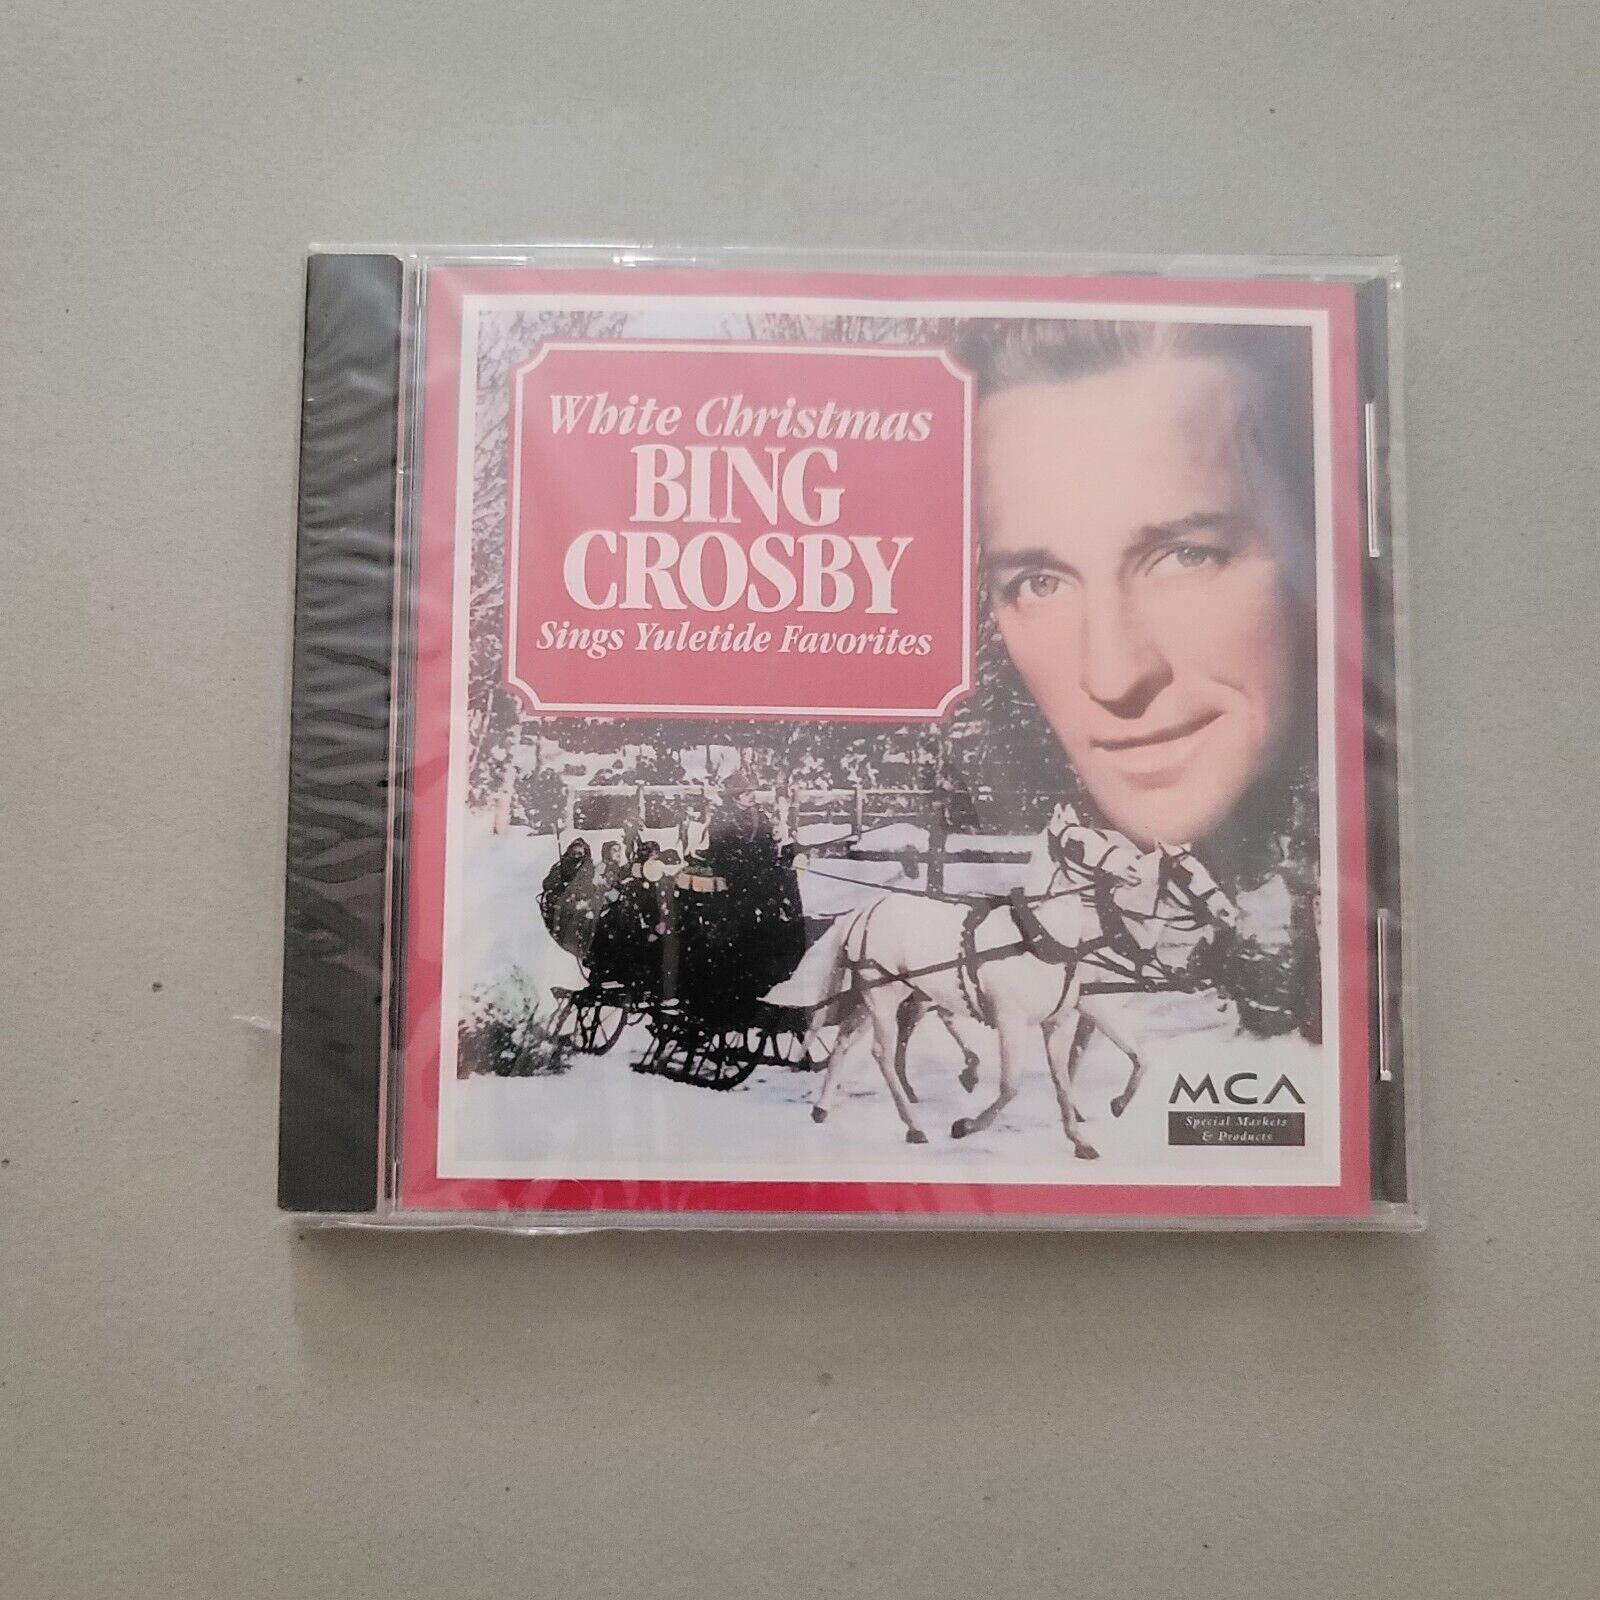 White Christmas
BING
CROSBY
Sings Yuletide Favorites
MCA
Special Markets
& Products